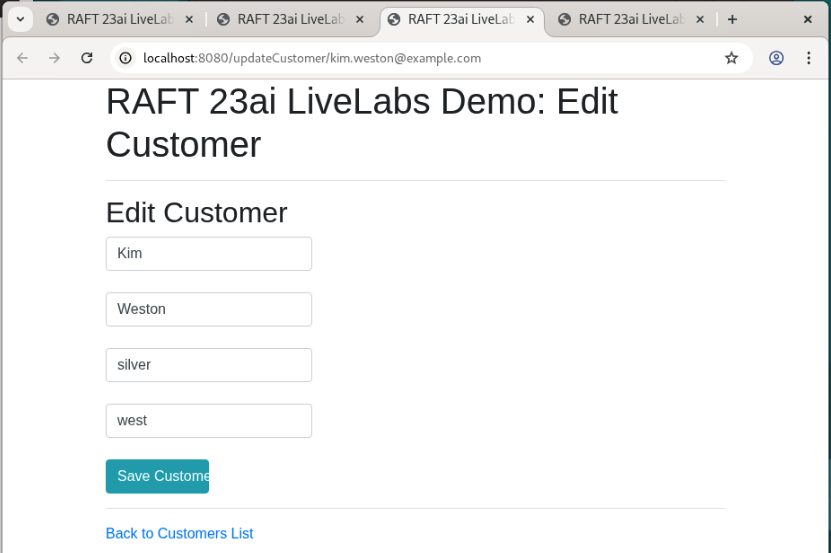 RAFT 23ai LiveLab
RAFT 23ai LiveLab
RAFT 23ai LiveLab
RAFT 23ai LiveLab
localhost:8080/updateCustomer/kim.weston@example.com
RAFT 23ai LiveLabs Demo: Edit
Customer
Edit Customer
Kim
Weston
silver
west
Save Custome
Back to Customers List